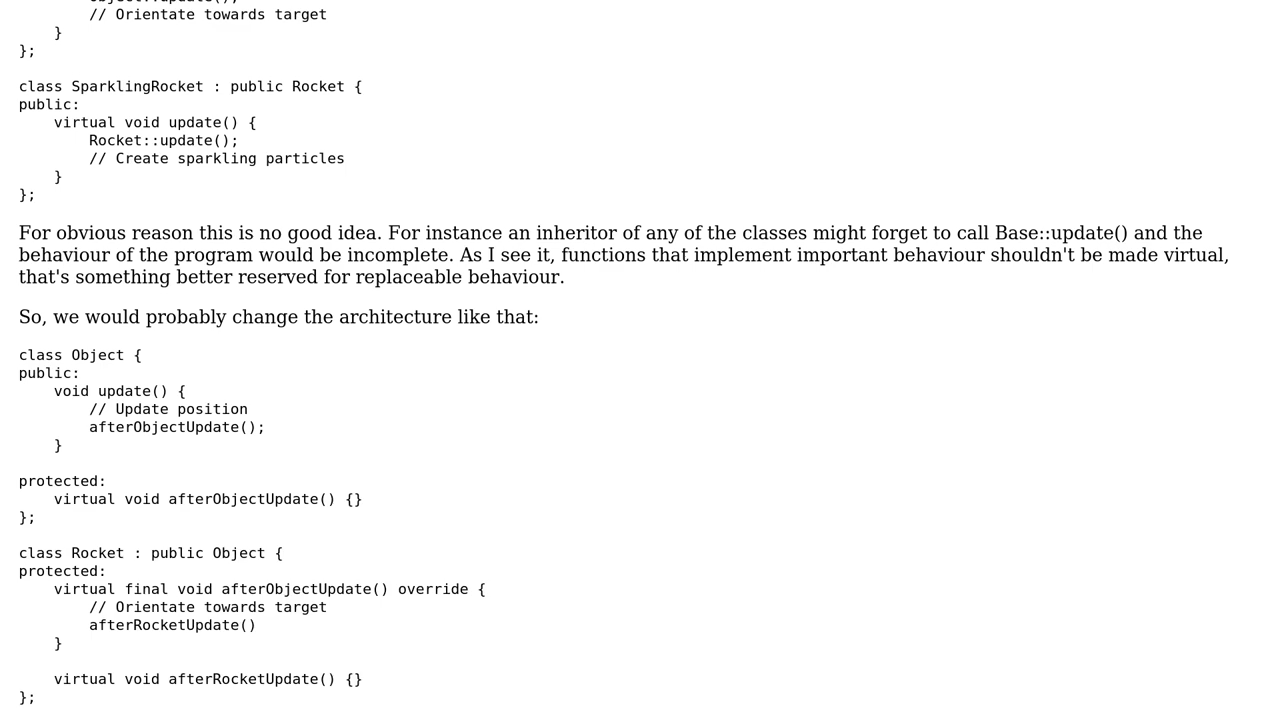 object::update();
        // Orientate towards target
    }
};

class SparklingRocket : public Rocket {
public:
    virtual void update() {
        Rocket::update();
        // Create sparkling particles
    }
};

For obvious reason this is no good idea. For instance an inheritor of any of the classes might forget to call Base::update() and the
behaviour of the program would be incomplete. As I see it, functions that implement important behaviour shouldn't be made virtual,
that's something better reserved for replaceable behaviour.

So, we would probably change the architecture like that:

class Object {
public:
    void update() {
        // Update position
        afterObjectUpdate();
    }

protected:
    virtual void afterObjectUpdate() {}
};

class Rocket : public Object {
protected:
    virtual final void afterObjectUpdate() override {
        // Orientate towards target
        afterRocketUpdate()
    }

    virtual void afterRocketUpdate() {}
};